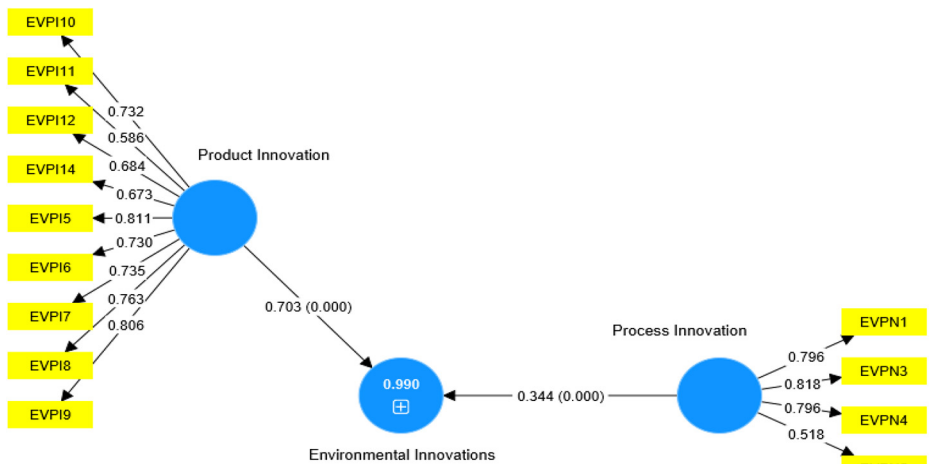 EVPI10
EVPI11
EVPI12
EVPI14
EVPI5
EVPI6
EVPI7
EVPI8
EVPI9
0.732
0.586
0.684
0.673
0.811
0.730
0.735
0.763
0.806
Product Innovation
0.703 (0.000)
0.990
Environmental Innovations
0.344 (0.000)
Process Innovation
0.796
0.818
0.796
0.518
EVPN1
EVPN3
EVPN4